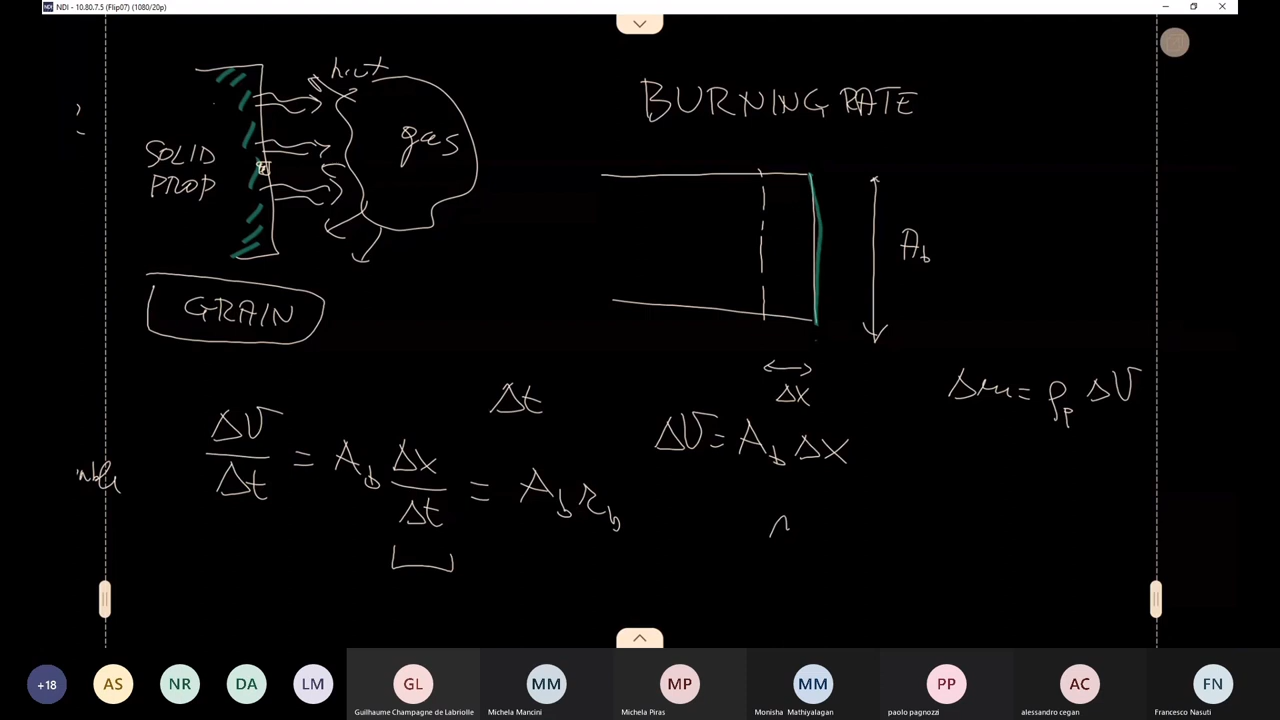 NDI - 10.80.7.5 (Flip07) (1080/20p)
heat
gas
SOLID
PROP
GRAIN
BURNING RATE
A_b
Δx
Δt
Δm = ρ_p ΔV
ΔV = A_b Δx
ΔV/Δt = A_b Δx/Δt = A_b r_b
+18
AS
NR
DA
LM
GL
Guilhaume Champagne de Labriolle
MM
Michela Mancini
MP
Michela Piras
MM
Monisha Mathiyalagan
PP
paolo pagnozzi
AC
alessandro cegan
FN
Francesco Nasuti